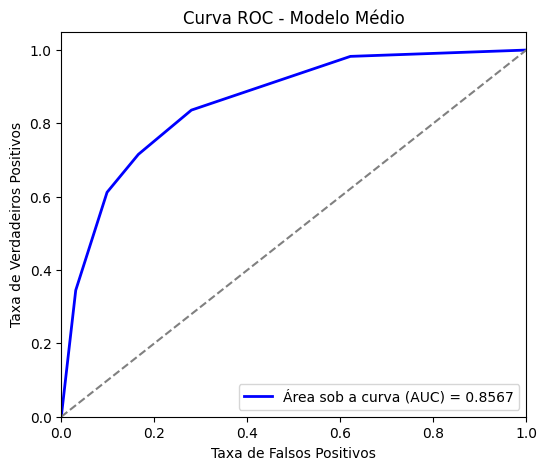 Curva ROC - Modelo Médio
Taxa de Verdadeiros Positivos
1.0
0.8
0.6
0.4
0.2
0.0
0.0 0.2 0.4 0.6 0.8 1.0
Área sob a curva (AUC) = 0.8567
Taxa de Falsos Positivos